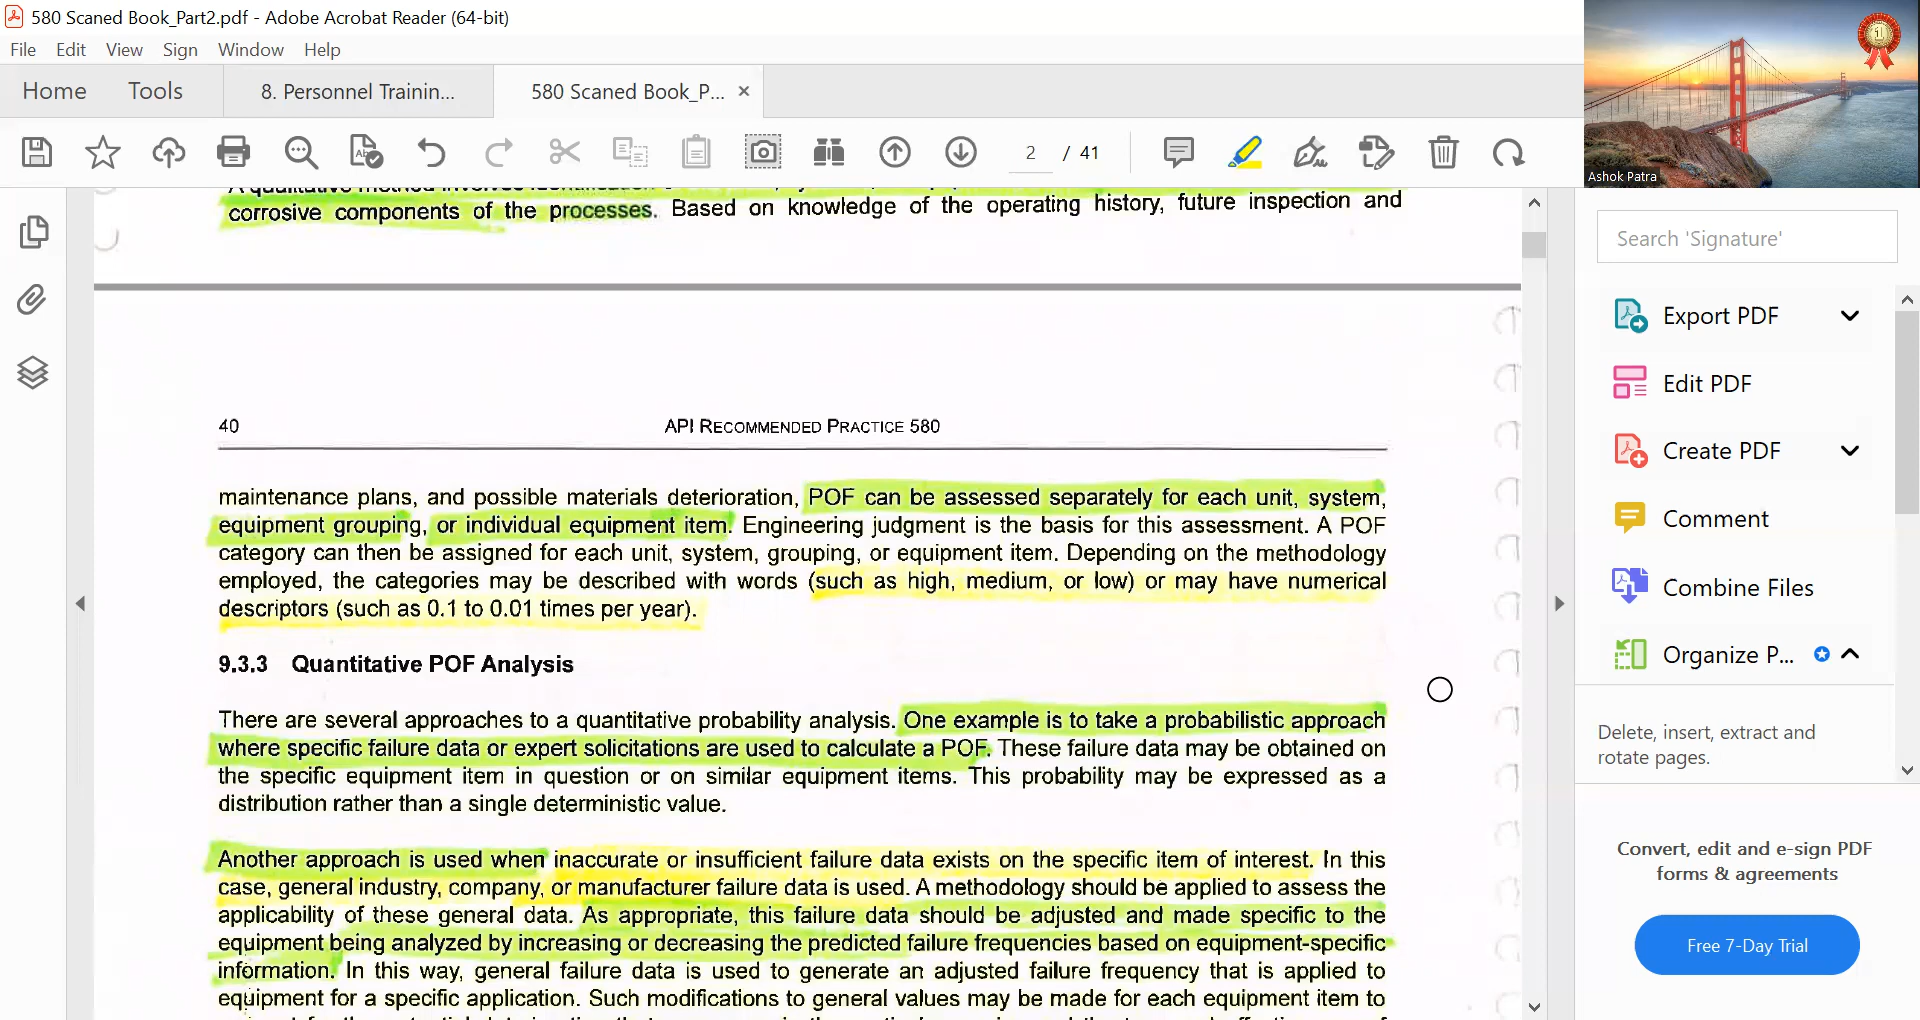 580 Scaned Book_Part2.pdf - Adobe Acrobat Reader (64-bit)
File Edit View Sign Window Help
Home Tools 8. Personnel Trainin... 580 Scaned Book_P... ×
2 / 41
Ashok Patra
A qualitative method involves identification
corrosive components of the processes. Based on knowledge of the operating history, future inspection and
40 API RECOMMENDED PRACTICE 580
maintenance plans, and possible materials deterioration, POF can be assessed separately for each unit, system,
equipment grouping, or individual equipment item. Engineering judgment is the basis for this assessment. A POF
category can then be assigned for each unit, system, grouping, or equipment item. Depending on the methodology
employed, the categories may be described with words (such as high, medium, or low) or may have numerical
descriptors (such as 0.1 to 0.01 times per year).
9.3.3 Quantitative POF Analysis
There are several approaches to a quantitative probability analysis. One example is to take a probabilistic approach
where specific failure data or expert solicitations are used to calculate a POF. These failure data may be obtained on
the specific equipment item in question or on similar equipment items. This probability may be expressed as a
distribution rather than a single deterministic value.
Another approach is used when inaccurate or insufficient failure data exists on the specific item of interest. In this
case, general industry, company, or manufacturer failure data is used. A methodology should be applied to assess the
applicability of these general data. As appropriate, this failure data should be adjusted and made specific to the
equipment being analyzed by increasing or decreasing the predicted failure frequencies based on equipment-specific
information. In this way, general failure data is used to generate an adjusted failure frequency that is applied to
equipment for a specific application. Such modifications to general values may be made for each equipment item to
Search 'Signature'
Export PDF
Edit PDF
Create PDF
Comment
Combine Files
Organize P...
Delete, insert, extract and
rotate pages.
Convert, edit and e-sign PDF
forms & agreements
Free 7-Day Trial